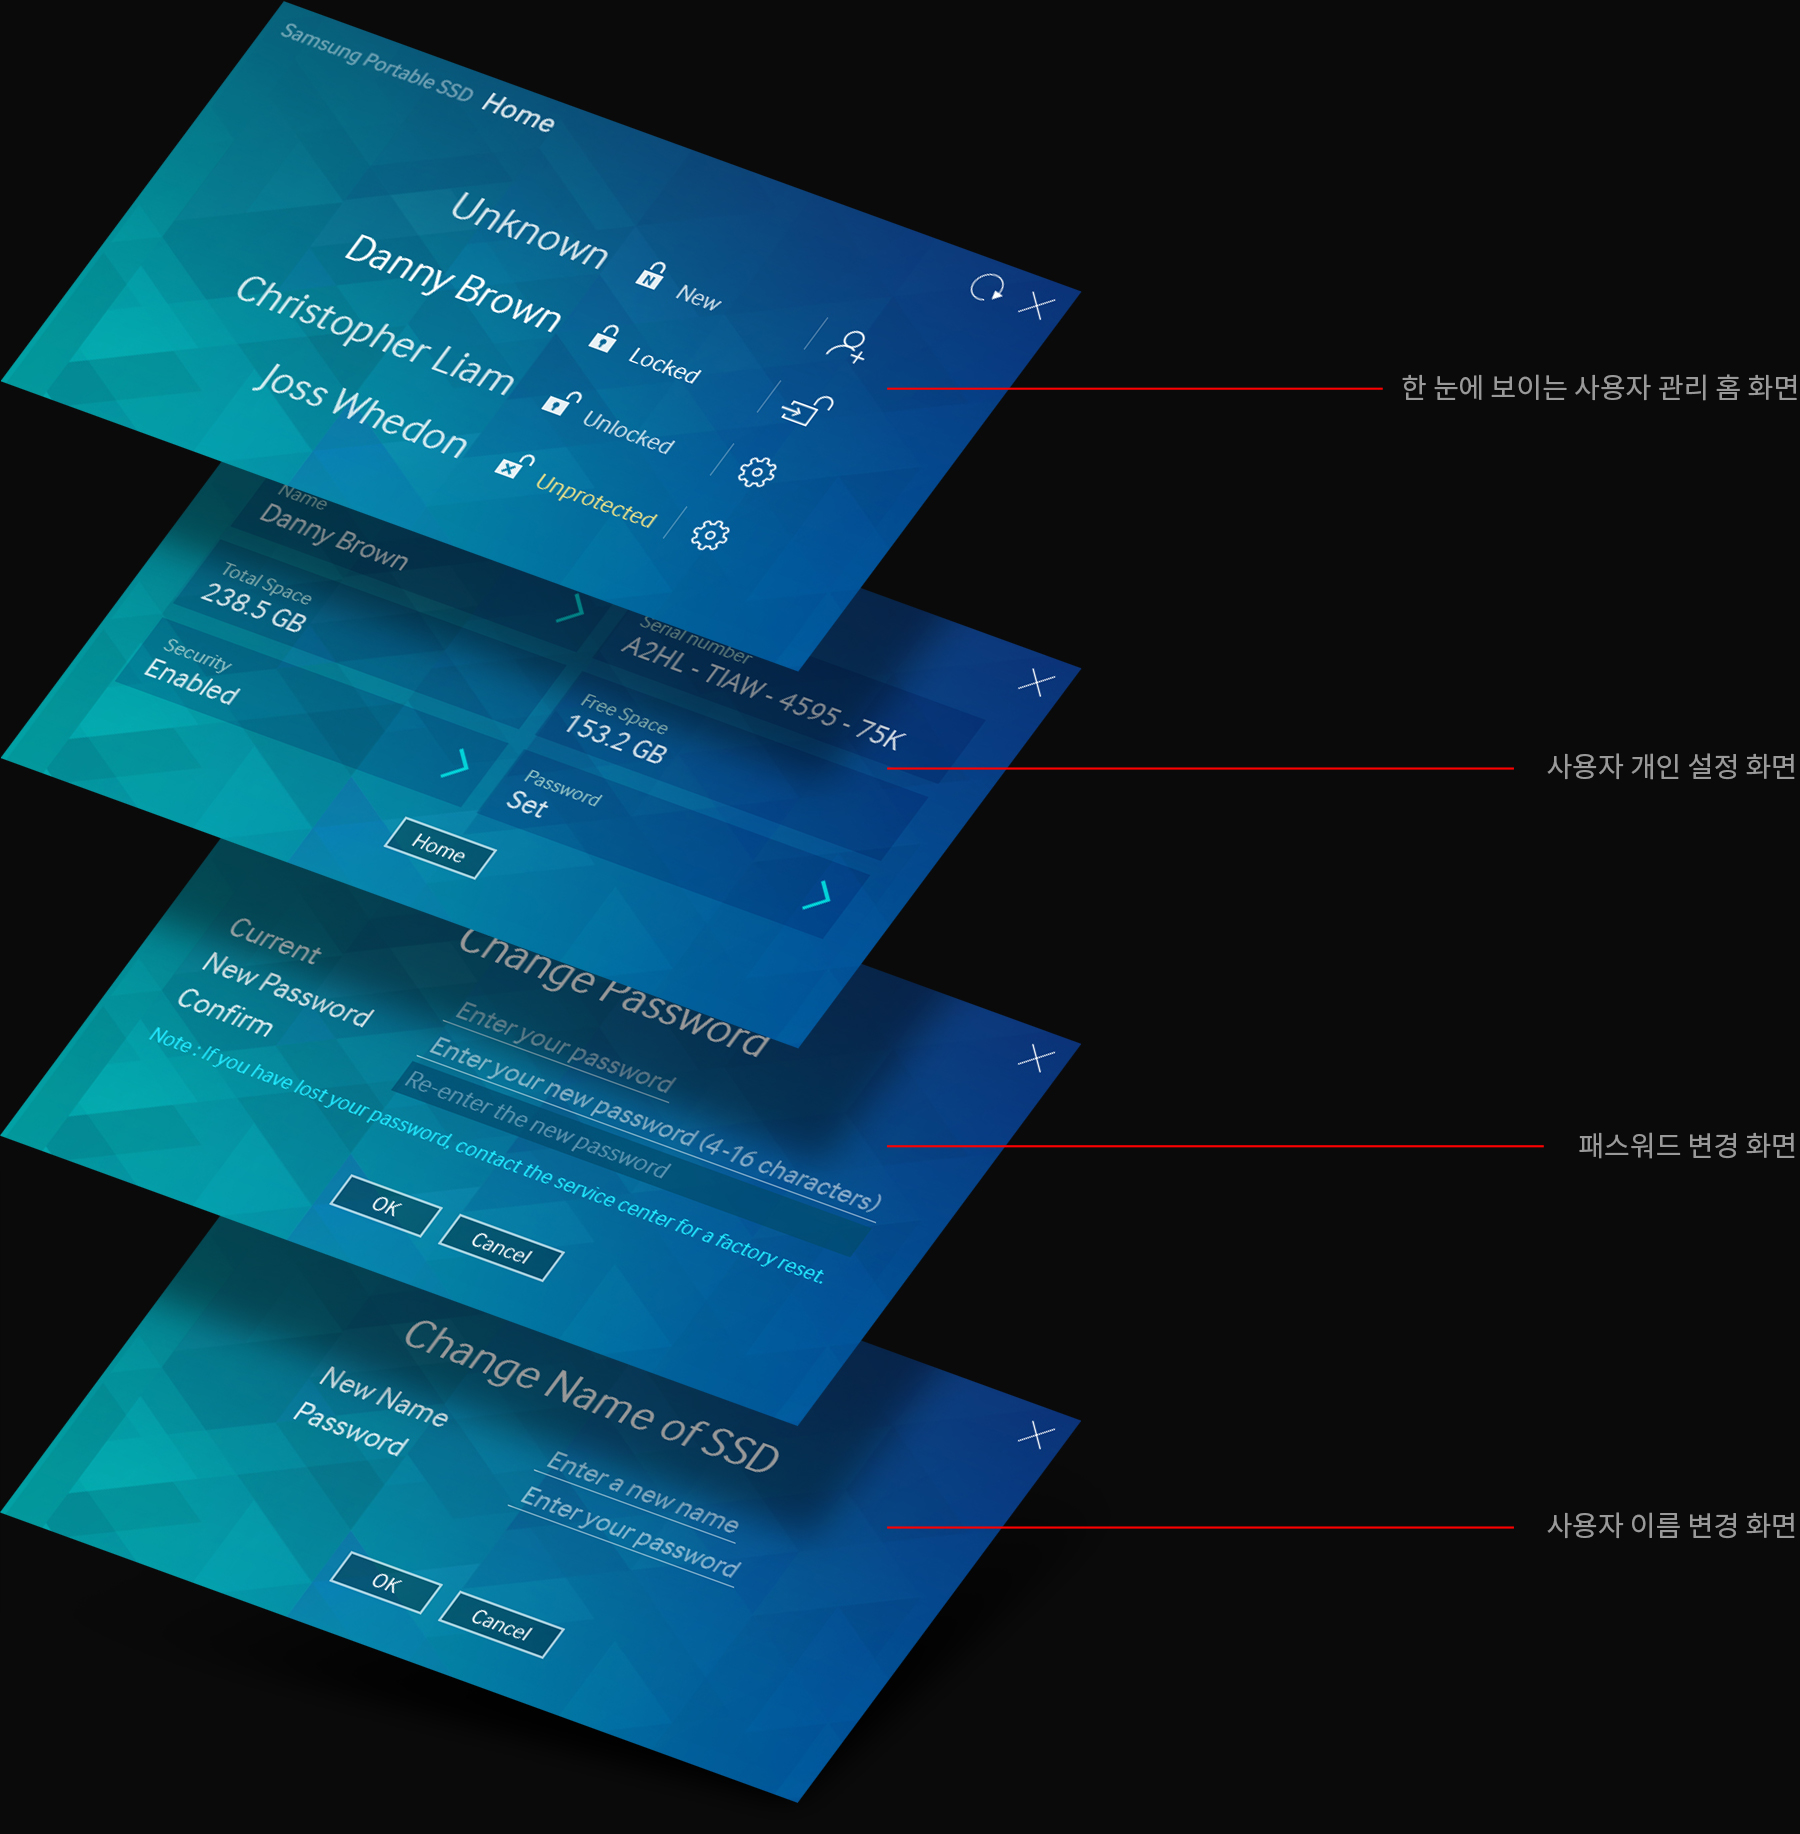 Samsung Portable SSD Home
Unknown
New
Danny Brown
Locked
Christopher Liam
Unlocked
Joss Whedon
Unprotected
한 눈에 보이는 사용자 관리 홈 화면
Name
Danny Brown
Serial number
A2HL - TIAW - 4595 - 75K
Total Space
238.5 GB
Free Space
153.2 GB
Security
Enabled
Password
Set
Home
사용자 개인 설정 화면
Change Password
Current
Enter your password
New Password
Enter your new password (4-16 characters)
Confirm
Re-enter the new password
Note : If you have lost your password, contact the service center for a factory reset.
OK
Cancel
패스워드 변경 화면
Change Name of SSD
New Name
Enter a new name
Password
Enter your password
OK
Cancel
사용자 이름 변경 화면